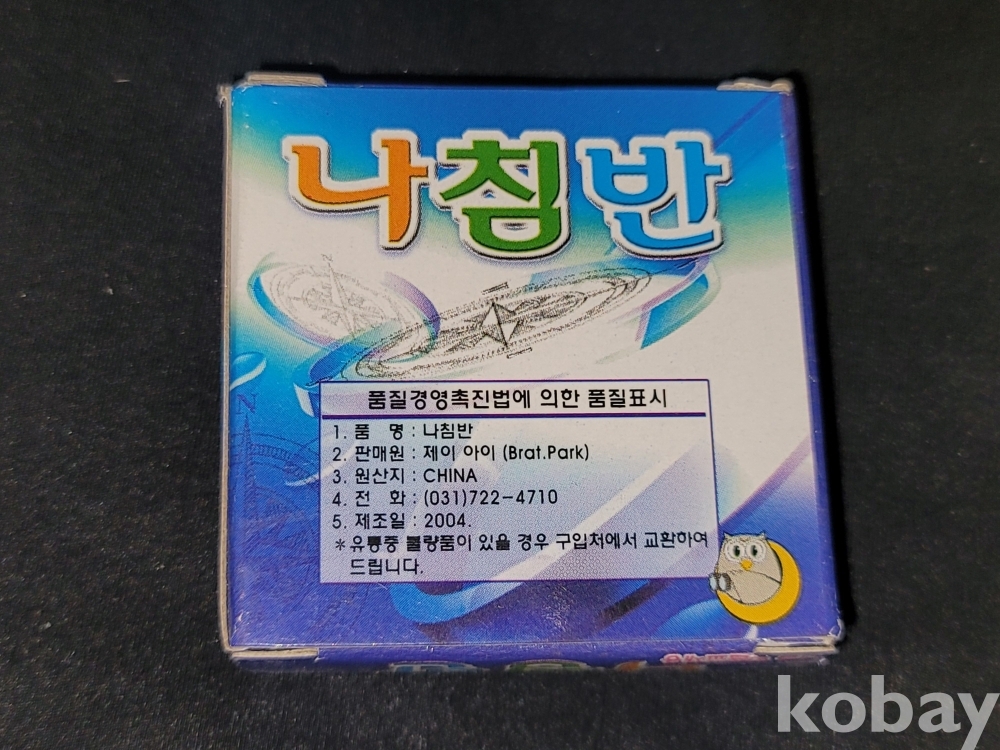 나침반
품질경영촉진법에 의한 품질표시
1. 품 명 : 나침반
2. 판매원 : 제이 아이 (Brat.Park)
3. 원산지 : CHINA
4. 전 화 : (031)722-4710
5. 제조일 : 2004.
*유통중 불량품이 있을 경우 구입처에서 교환하여
드립니다.
N
N
kobay